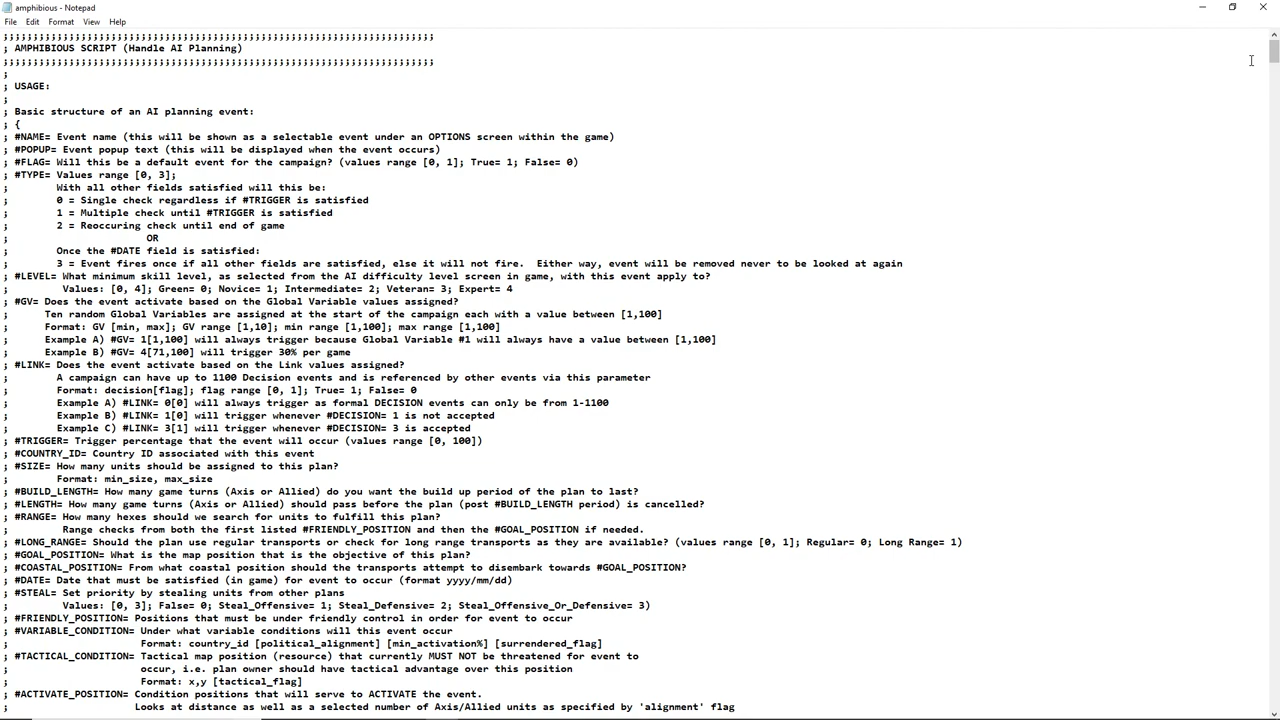 amphibious - Notepad
File Edit Format View Help
;;;;;;;;;;;;;;;;;;;;;;;;;;;;;;;;;;;;;;;;;;;;;;;;;;;;;;;;;;;;;;;;;;;;;;;;
; AMPHIBIOUS SCRIPT (Handle AI Planning)
;;;;;;;;;;;;;;;;;;;;;;;;;;;;;;;;;;;;;;;;;;;;;;;;;;;;;;;;;;;;;;;;;;;;;;;;
;
; USAGE:
;
; Basic structure of an AI planning event:
; {
; #NAME= Event name (this will be shown as a selectable event under an OPTIONS screen within the game)
; #POPUP= Event popup text (this will be displayed when the event occurs)
; #FLAG= Will this be a default event for the campaign? (values range [0, 1]; True= 1; False= 0)
; #TYPE= Values range [0, 3];
; With all other fields satisfied will this be:
; 0 = Single check regardless if #TRIGGER is satisfied
; 1 = Multiple check until #TRIGGER is satisfied
; 2 = Reoccuring check until end of game
; OR
; Once the #DATE field is satisfied:
; 3 = Event fires once if all other fields are satisfied, else it will not fire. Either way, event will be removed never to be looked at again
; #LEVEL= What minimum skill level, as selected from the AI difficulty level screen in game, with this event apply to?
; Values: [0, 4]; Green= 0; Novice= 1; Intermediate= 2; Veteran= 3; Expert= 4
; #GV= Does the event activate based on the Global Variable values assigned?
; Ten random Global Variables are assigned at the start of the campaign each with a value between [1,100]
; Format: GV [min, max]; GV range [1,10]; min range [1,100]; max range [1,100]
; Example A) #GV= 1[1,100] will always trigger because Global Variable #1 will always have a value between [1,100]
; Example B) #GV= 4[71,100] will trigger 30% per game
; #LINK= Does the event activate based on the Link values assigned?
; A campaign can have up to 1100 Decision events and is referenced by other events via this parameter
; Format: decision[flag]; flag range [0, 1]; True= 1; False= 0
; Example A) #LINK= 0[0] will always trigger as formal DECISION events can only be from 1-1100
; Example B) #LINK= 1[0] will trigger whenever #DECISION= 1 is not accepted
; Example C) #LINK= 3[1] will trigger whenever #DECISION= 3 is accepted
; #TRIGGER= Trigger percentage that the event will occur (values range [0, 100])
; #COUNTRY_ID= Country ID associated with this event
; #SIZE= How many units should be assigned to this plan?
; Format: min_size, max_size
; #BUILD_LENGTH= How many game turns (Axis or Allied) do you want the build up period of the plan to last?
; #LENGTH= How many game turns (Axis or Allied) should pass before the plan (post #BUILD_LENGTH period) is cancelled?
; #RANGE= How many hexes should we search for units to fulfill this plan?
; Range checks from both the first listed #FRIENDLY_POSITION and then the #GOAL_POSITION if needed.
; #LONG_RANGE= Should the plan use regular transports or check for long range transports as they are available? (values range [0, 1]; Regular= 0; Long Range= 1)
; #GOAL_POSITION= What is the map position that is the objective of this plan?
; #COASTAL_POSITION= From what coastal position should the transports attempt to disembark towards #GOAL_POSITION?
; #DATE= Date that must be satisfied (in game) for event to occur (format yyyy/mm/dd)
; #STEAL= Set priority by stealing units from other plans
; Values: [0, 3]; False= 0; Steal_Offensive= 1; Steal_Defensive= 2; Steal_Offensive_Or_Defensive= 3)
; #FRIENDLY_POSITION= Positions that must be under friendly control in order for event to occur
; #VARIABLE_CONDITION= Under what variable conditions will this event occur
; Format: country_id [political_alignment] [min_activation%] [surrendered_flag]
; #TACTICAL_CONDITION= Tactical map position (resource) that currently MUST NOT be threatened for event to
; occur, i.e. plan owner should have tactical advantage over this position
; Format: x,y [tactical_flag]
; #ACTIVATE_POSITION= Condition positions that will serve to ACTIVATE the event.
; Looks at distance as well as a selected number of Axis/Allied units as specified by 'alignment' flag